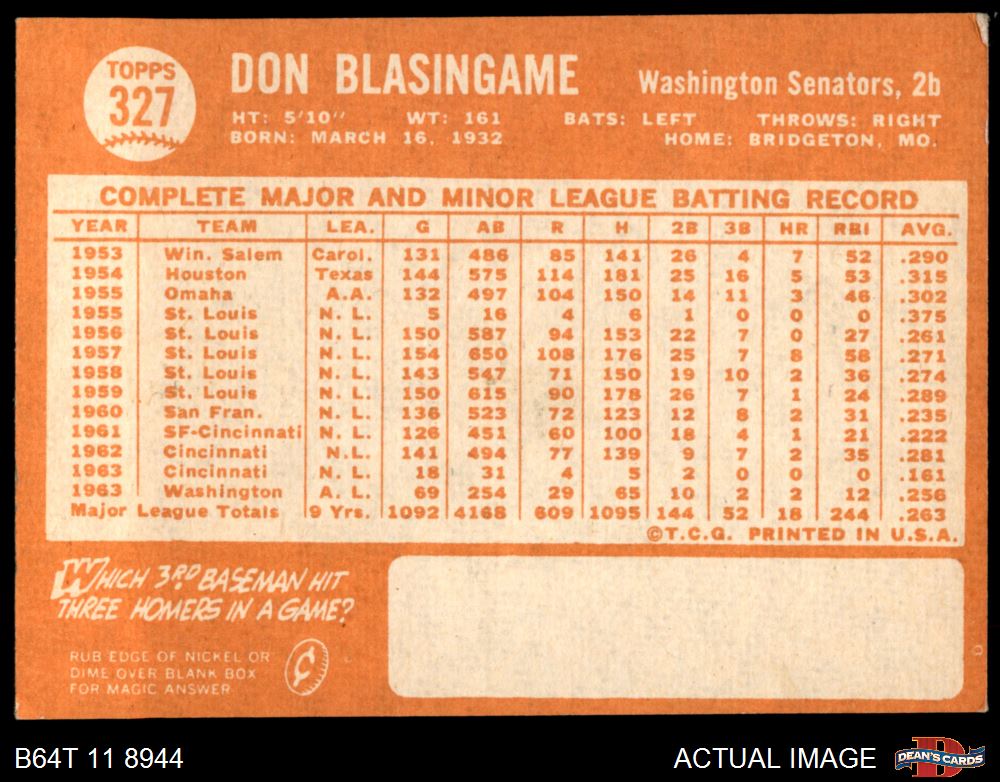 TOPPS
327
DON BLASINGAME
Washington Senators, 2b
HT: 5'10" WT: 161 BATS: LEFT THROWS: RIGHT
BORN: MARCH 16, 1932 HOME: BRIDGETON, MO.
COMPLETE MAJOR AND MINOR LEAGUE BATTING RECORD
YEAR TEAM LEA. G AB R H 2B 3B HR RBI AVG.
1953 Win. Salem Carol. 131 486 85 141 26 4 7 52 .290
1954 Houston Texas 144 575 114 181 25 16 5 53 .315
1955 Omaha A.A. 132 497 104 150 14 11 3 46 .302
1955 St. Louis N. L. 5 16 4 6 1 0 0 0 .375
1956 St. Louis N. L. 150 587 94 153 22 7 0 27 .261
1957 St. Louis N. L. 154 650 108 176 25 7 8 58 .271
1958 St. Louis N. L. 143 547 71 150 19 10 2 36 .274
1959 St. Louis N. L. 150 615 90 178 26 7 1 24 .289
1960 San Fran. N. L. 136 523 72 123 12 8 2 31 .235
1961 SF-Cincinnati N. L. 126 451 60 100 18 4 1 21 .222
1962 Cincinnati N.L. 141 494 77 139 9 7 2 35 .281
1963 Cincinnati N. L. 18 31 4 5 2 0 0 0 .161
1963 Washington A. L. 69 254 29 65 10 2 2 12 .256
Major League Totals 9 Yrs. 1092 4168 609 1095 144 52 18 244 .263
©T.C.G. PRINTED IN U.S.A.
WHICH 3RD BASEMAN HIT
THREE HOMERS IN A GAME?
RUB EDGE OF NICKEL OR
DIME OVER BLANK BOX
FOR MAGIC ANSWER
B64T 11 8944
ACTUAL IMAGE
D
DEAN'S CARDS